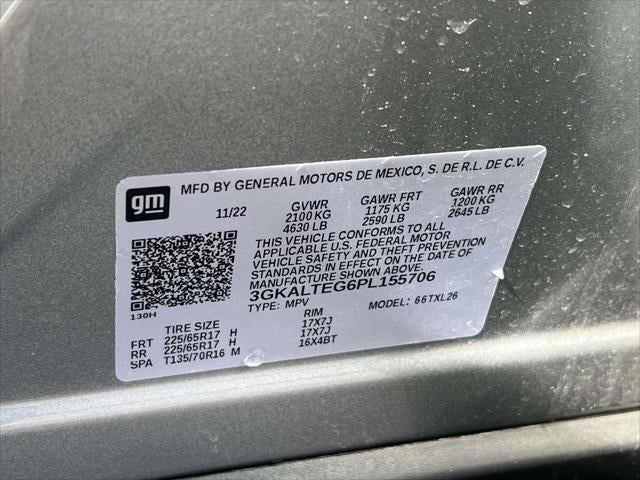 gm
MFD BY GENERAL MOTORS DE MEXICO, S. DE R.L. DE C.V.
11/22 GVWR GAWR FRT GAWR RR
2100 KG 1175 KG 1200 KG
4630 LB 2590 LB 2645 LB
THIS VEHICLE CONFORMS TO ALL
APPLICABLE U.S. FEDERAL MOTOR
VEHICLE SAFETY AND THEFT PREVENTION
STANDARDS IN EFFECT ON THE DATE OF
MANUFACTURE SHOWN ABOVE.
3GKALTEG6PL155706
TYPE: MPV MODEL: 66TXL26
130H
TIRE SIZE RIM
FRT 225/65R17 H 17X7J
RR 225/65R17 H 17X7J
SPA T135/70R16 M 16X4BT